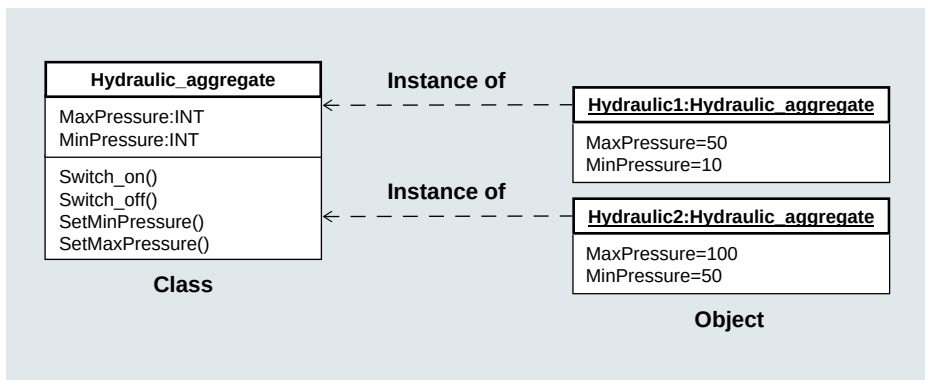 Hydraulic_aggregate
MaxPressure:INT
MinPressure:INT
Switch_on()
Switch_off()
SetMinPressure()
SetMaxPressure()
Class
Instance of
Instance of
Hydraulic1:Hydraulic_aggregate
MaxPressure=50
MinPressure=10
Hydraulic2:Hydraulic_aggregate
MaxPressure=100
MinPressure=50
Object